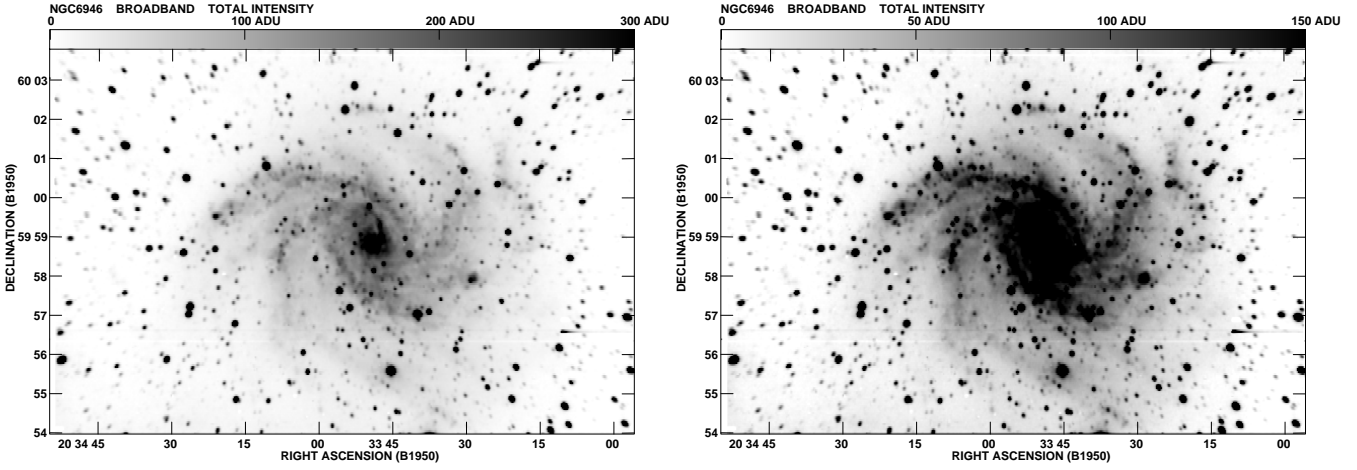 NGC6946 BROADBAND TOTAL INTENSITY
0 100 ADU 200 ADU 300 ADU
60 03
02
01
00
59 59
58
57
56
55
54
DECLINATION (B1950)
20 34 45 30 15 00 33 45 30 15 00
RIGHT ASCENSION (B1950)
NGC6946 BROADBAND TOTAL INTENSITY
0 50 ADU 100 ADU 150 ADU
60 03
02
01
00
59 59
58
57
56
55
54
DECLINATION (B1950)
20 34 45 30 15 00 33 45 30 15 00
RIGHT ASCENSION (B1950)